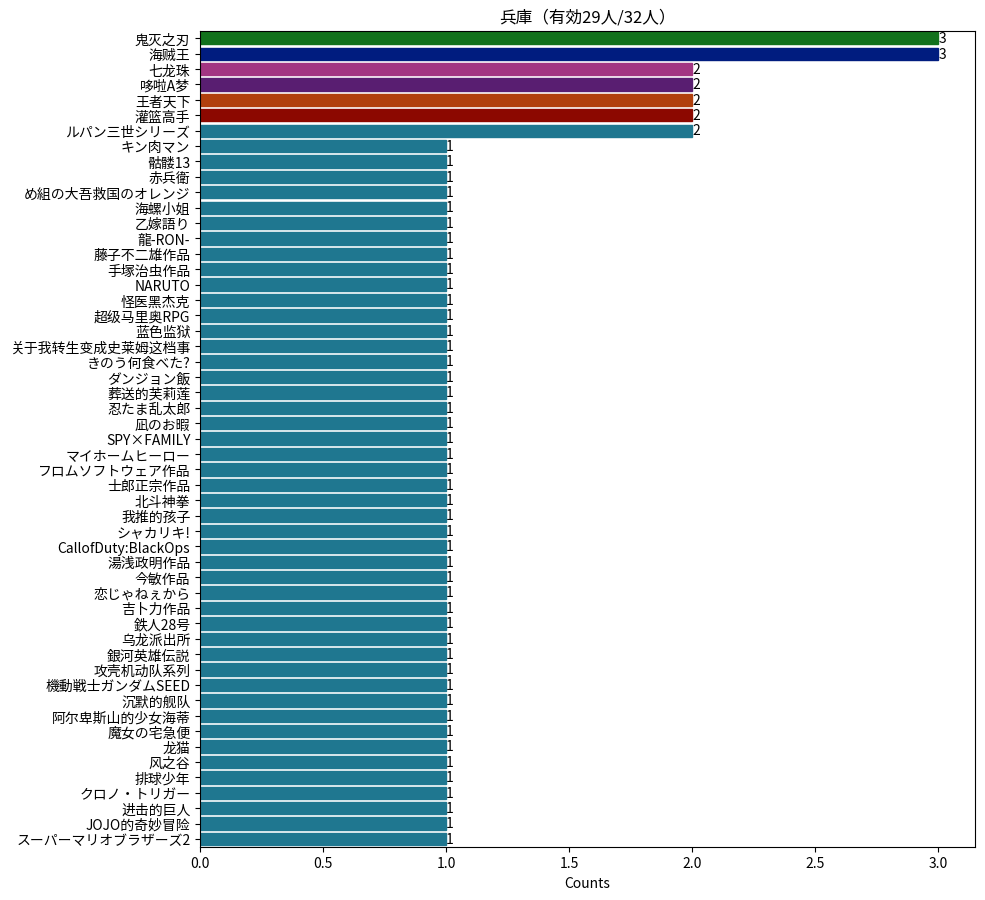 兵庫（有効29人/32人）
鬼灭之刃 3
海贼王 3
七龙珠 2
哆啦A梦 2
王者天下 2
灌篮高手 2
ルパン三世シリーズ 2
キン肉マン 1
骷髅13 1
赤兵衛 1
め組の大吾救国のオレンジ 1
海螺小姐 1
乙嫁語り 1
龍-RON- 1
藤子不二雄作品 1
手塚治虫作品 1
NARUTO 1
怪医黑杰克 1
超级马里奥RPG 1
蓝色监狱 1
关于我转生变成史莱姆这档事 1
きのう何食べた? 1
ダンジョン飯 1
葬送的芙莉莲 1
忍たま乱太郎 1
凪のお暇 1
SPY×FAMILY 1
マイホームヒーロー 1
フロムソフトウェア作品 1
士郎正宗作品 1
北斗神拳 1
我推的孩子 1
シャカリキ! 1
CallofDuty:BlackOps 1
湯浅政明作品 1
今敏作品 1
恋じゃねぇから 1
吉卜力作品 1
鉄人28号 1
乌龙派出所 1
銀河英雄伝説 1
攻壳机动队系列 1
機動戦士ガンダムSEED 1
沉默的舰队 1
阿尔卑斯山的少女海蒂 1
魔女の宅急便 1
龙猫 1
风之谷 1
排球少年 1
クロノ・トリガー 1
进击的巨人 1
JOJO的奇妙冒险 1
スーパーマリオブラザーズ2 1
0.0 0.5 1.0 1.5 2.0 2.5 3.0
Counts